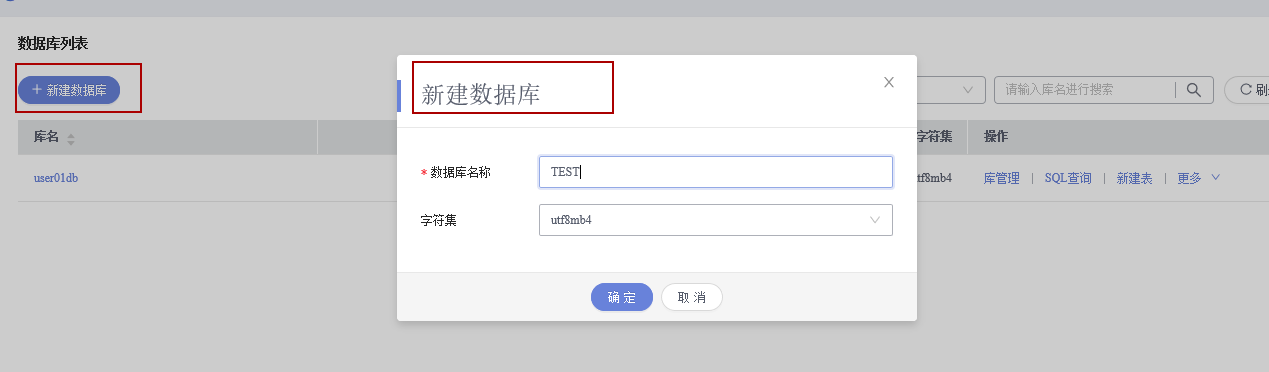 数据库列表
+ 新建数据库
请输入库名进行搜索
库名
字符集
操作
user01db
tf8mb4
库管理 | SQL查询 | 新建表 | 更多
新建数据库
* 数据库名称
TEST
字符集
utf8mb4
确 定
取 消